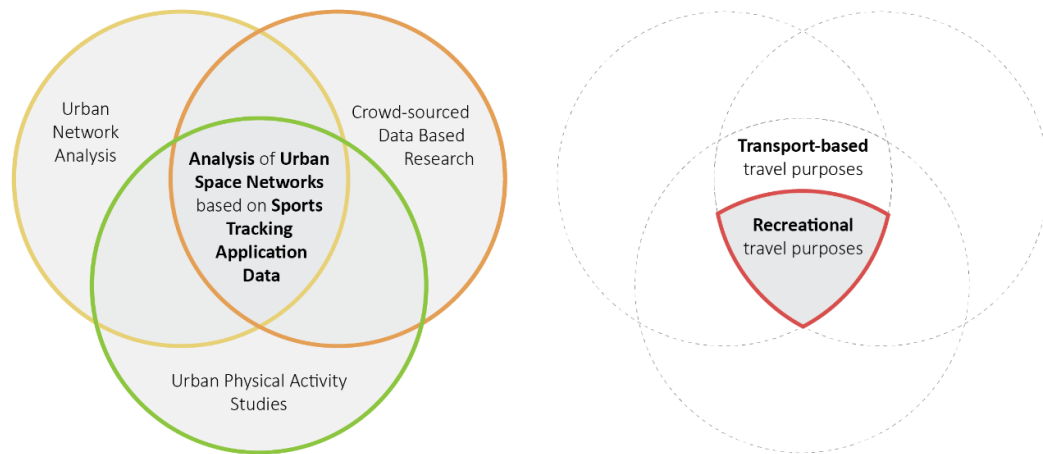 Urban
Network
Analysis
Crowd-sourced
Data Based
Research
Analysis of Urban
Space Networks
based on Sports
Tracking
Application
Data
Urban Physical Activity
Studies
Transport-based
travel purposes
Recreational
travel purposes